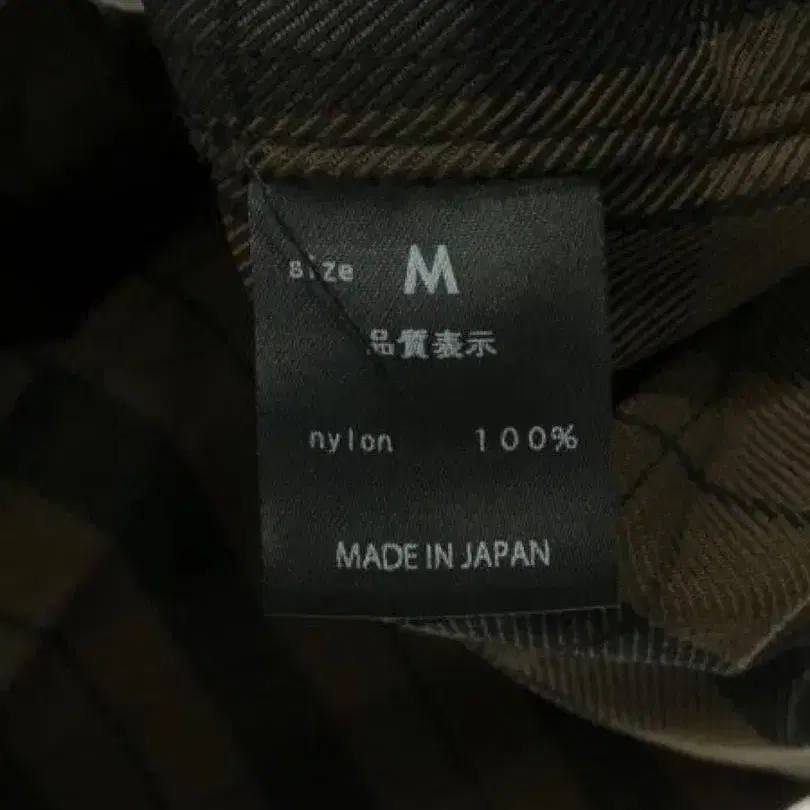 size M
品質表示
nylon 100%
MADE IN JAPAN